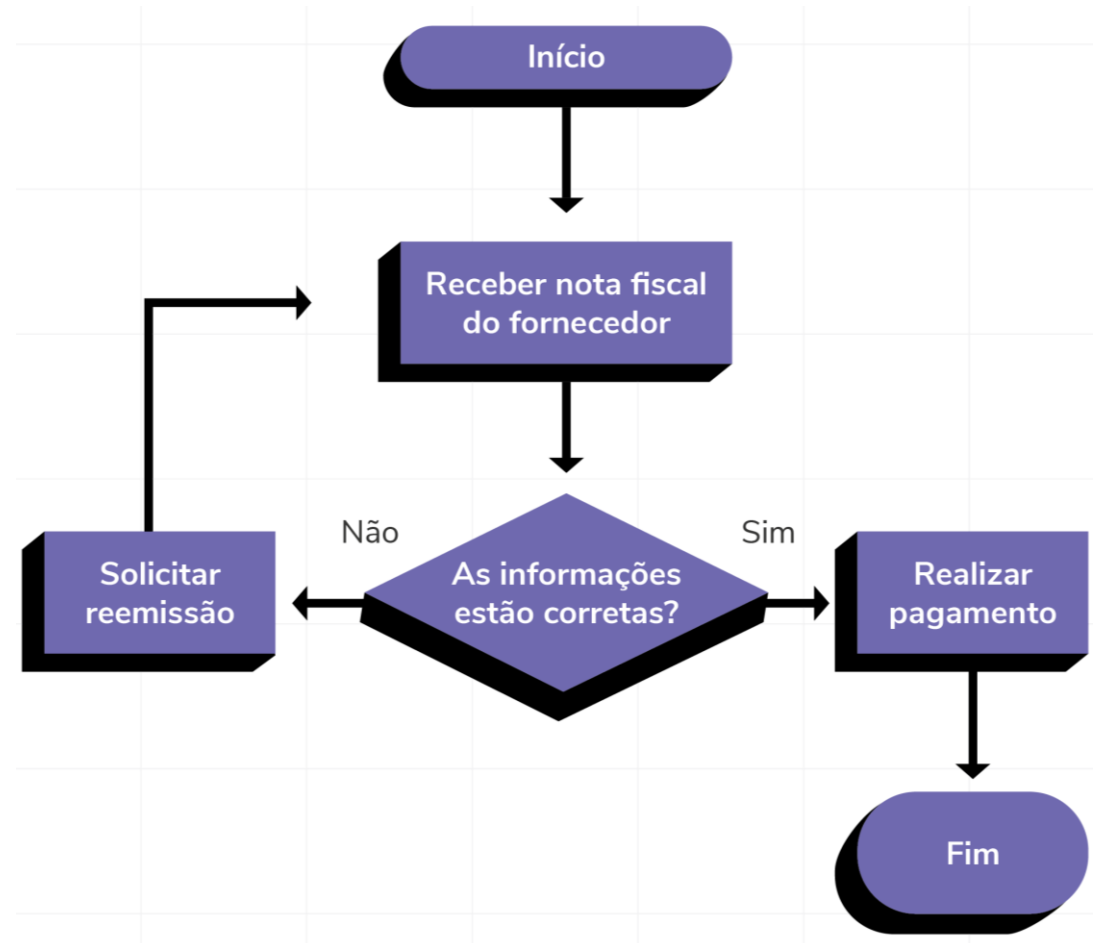 Início
Receber nota fiscal
do fornecedor
Não
Sim
Solicitar
reemissão
As informações
estão corretas?
Realizar
pagamento
Fim